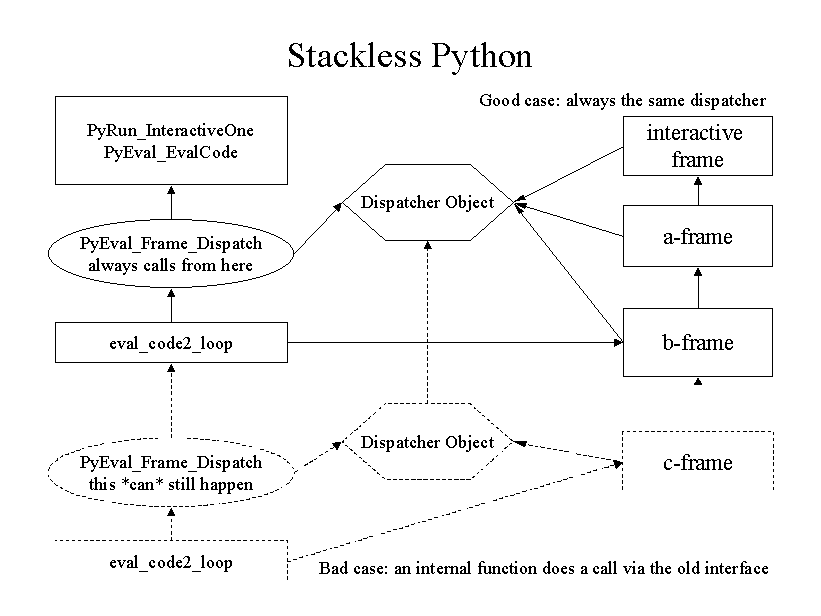 Stackless Python
Good case: always the same dispatcher
PyRun_InteractiveOne
PyEval_EvalCode
interactive
frame
Dispatcher Object
PyEval_Frame_Dispatch
always calls from here
a-frame
eval_code2_loop
b-frame
PyEval_Frame_Dispatch
this *can* still happen
Dispatcher Object
c-frame
eval_code2_loop
Bad case: an internal function does a call via the old interface